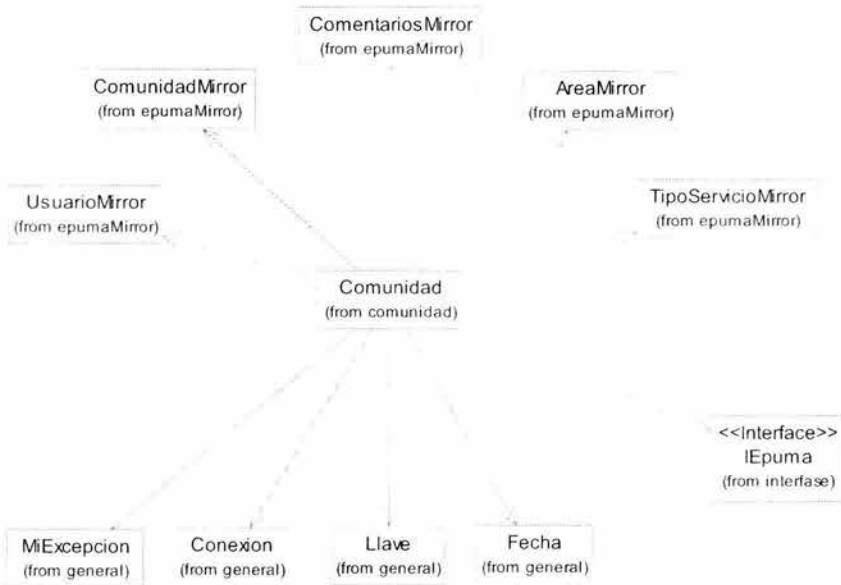 ComentariosMirror
(from epumaMirror)
ComunidadMirror
(from epumaMirror)
AreaMirror
(from epumaMirror)
UsuarioMirror
(from epumaMirror)
TipoServicioMirror
(from epumaMirror)
Comunidad
(from comunidad)
<<Interface>>
IEpuma
(from interfase)
MiExcepcion
(from general)
Conexion
(from general)
Llave
(from general)
Fecha
(from general)